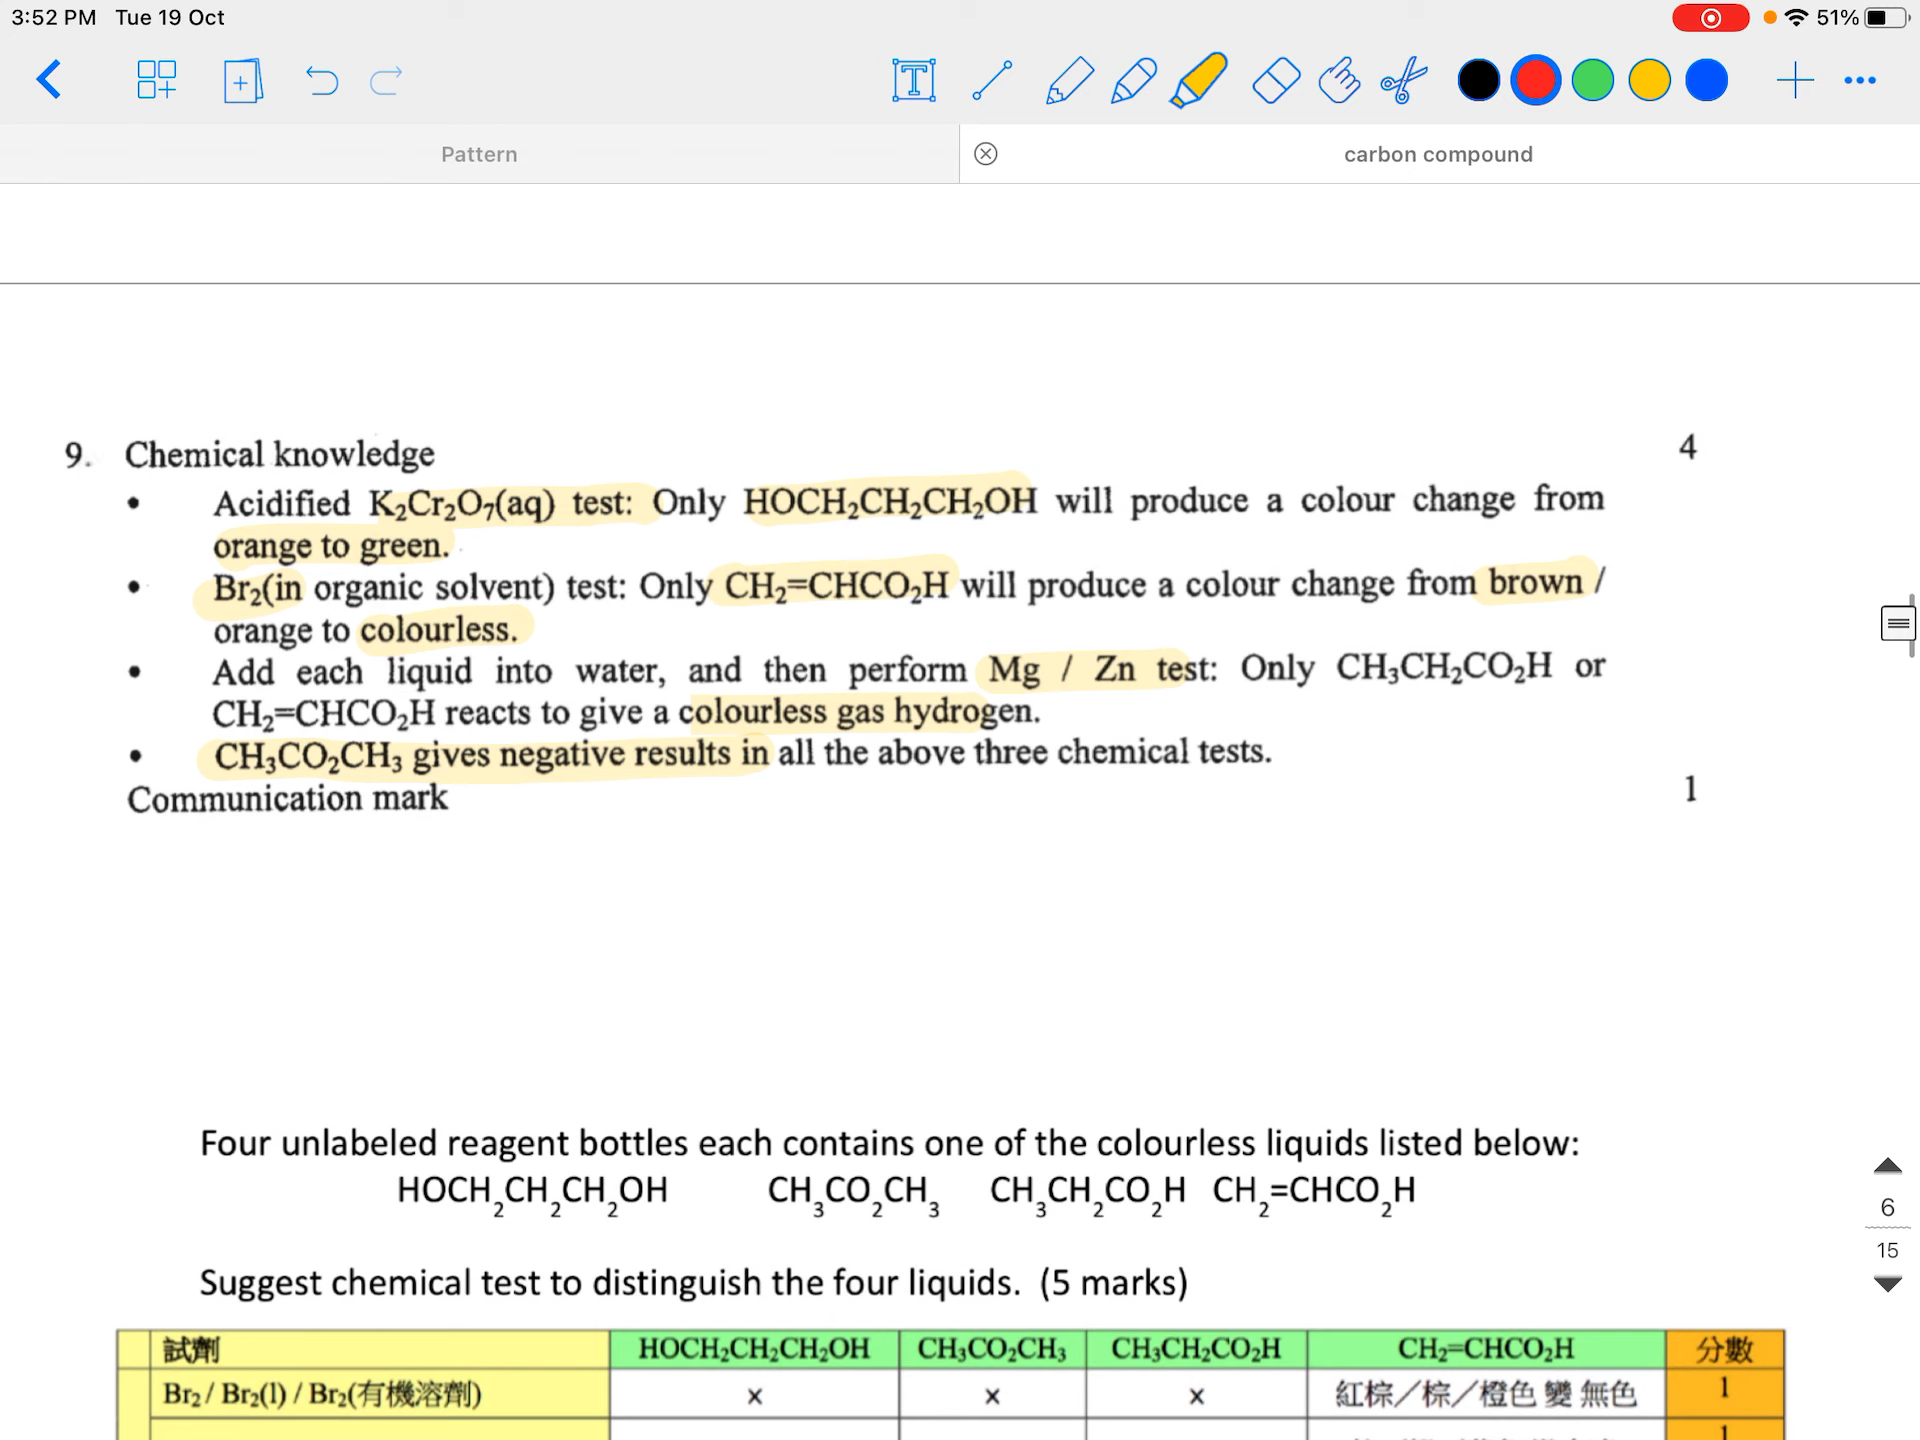 3:52 PM Tue 19 Oct 51%
T
Pattern
carbon compound
9. Chemical knowledge 4
• Acidified K₂Cr₂O₇(aq) test: Only HOCH₂CH₂CH₂OH will produce a colour change from
orange to green.
• Br₂(in organic solvent) test: Only CH₂=CHCO₂H will produce a colour change from brown /
orange to colourless.
• Add each liquid into water, and then perform Mg / Zn test: Only CH₃CH₂CO₂H or
CH₂=CHCO₂H reacts to give a colourless gas hydrogen.
• CH₃CO₂CH₃ gives negative results in all the above three chemical tests.
Communication mark 1
Four unlabeled reagent bottles each contains one of the colourless liquids listed below:
HOCH₂CH₂CH₂OH CH₃CO₂CH₃ CH₃CH₂CO₂H CH₂=CHCO₂H
6
15
Suggest chemical test to distinguish the four liquids. (5 marks)
試劑 HOCH₂CH₂CH₂OH CH₃CO₂CH₃ CH₃CH₂CO₂H CH₂=CHCO₂H 分數
Br₂ / Br₂(l) / Br₂(有機溶劑) × × × 紅棕／棕／橙色 變 無色 1